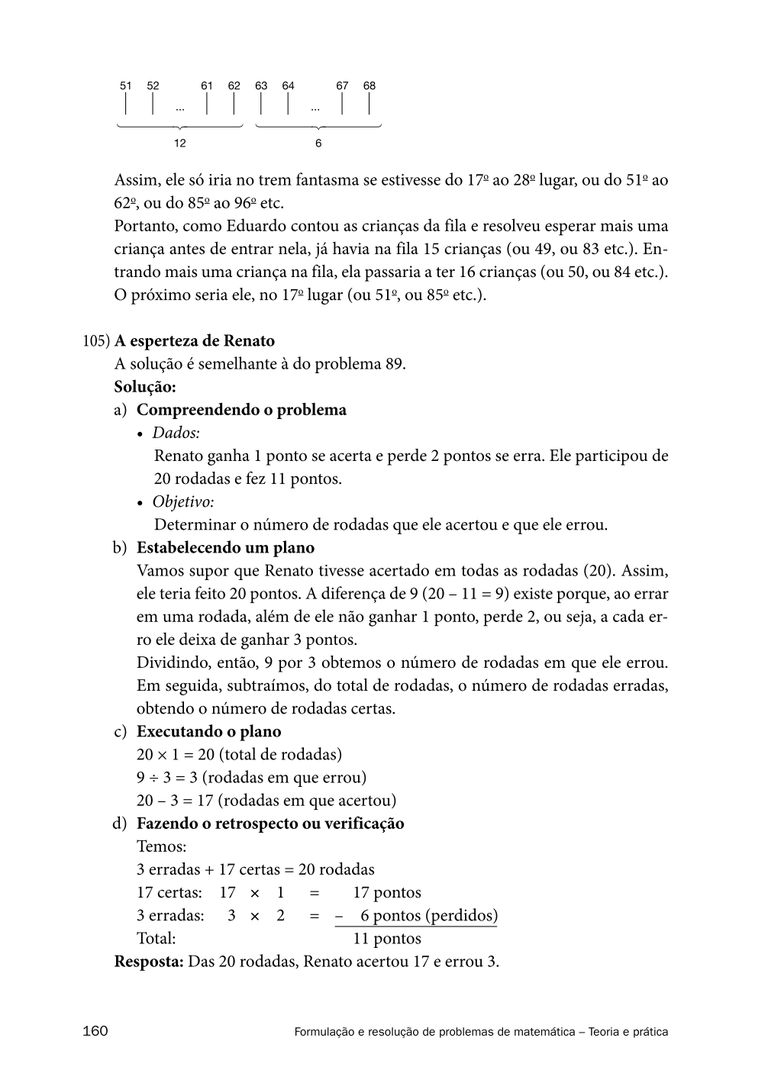 51 52 ... 61 62 63 64 ... 67 68
12 6
Assim, ele só iria no trem fantasma se estivesse do 17º ao 28º lugar, ou do 51º ao
62º, ou do 85º ao 96º etc.
Portanto, como Eduardo contou as crianças da fila e resolveu esperar mais uma
criança antes de entrar nela, já havia na fila 15 crianças (ou 49, ou 83 etc.). En-
trando mais uma criança na fila, ela passaria a ter 16 crianças (ou 50, ou 84 etc.).
O próximo seria ele, no 17º lugar (ou 51º, ou 85º etc.).
105) A esperteza de Renato
A solução é semelhante à do problema 89.
Solução:
a) Compreendendo o problema
• Dados:
Renato ganha 1 ponto se acerta e perde 2 pontos se erra. Ele participou de
20 rodadas e fez 11 pontos.
• Objetivo:
Determinar o número de rodadas que ele acertou e que ele errou.
b) Estabelecendo um plano
Vamos supor que Renato tivesse acertado em todas as rodadas (20). Assim,
ele teria feito 20 pontos. A diferença de 9 (20 – 11 = 9) existe porque, ao errar
em uma rodada, além de ele não ganhar 1 ponto, perde 2, ou seja, a cada er-
ro ele deixa de ganhar 3 pontos.
Dividindo, então, 9 por 3 obtemos o número de rodadas em que ele errou.
Em seguida, subtraímos, do total de rodadas, o número de rodadas erradas,
obtendo o número de rodadas certas.
c) Executando o plano
20 × 1 = 20 (total de rodadas)
9 ÷ 3 = 3 (rodadas em que errou)
20 – 3 = 17 (rodadas em que acertou)
d) Fazendo o retrospecto ou verificação
Temos:
3 erradas + 17 certas = 20 rodadas
17 certas: 17 × 1 = 17 pontos
3 erradas: 3 × 2 = – 6 pontos (perdidos)
Total: 11 pontos
Resposta: Das 20 rodadas, Renato acertou 17 e errou 3.
160 Formulação e resolução de problemas de matemática – Teoria e prática